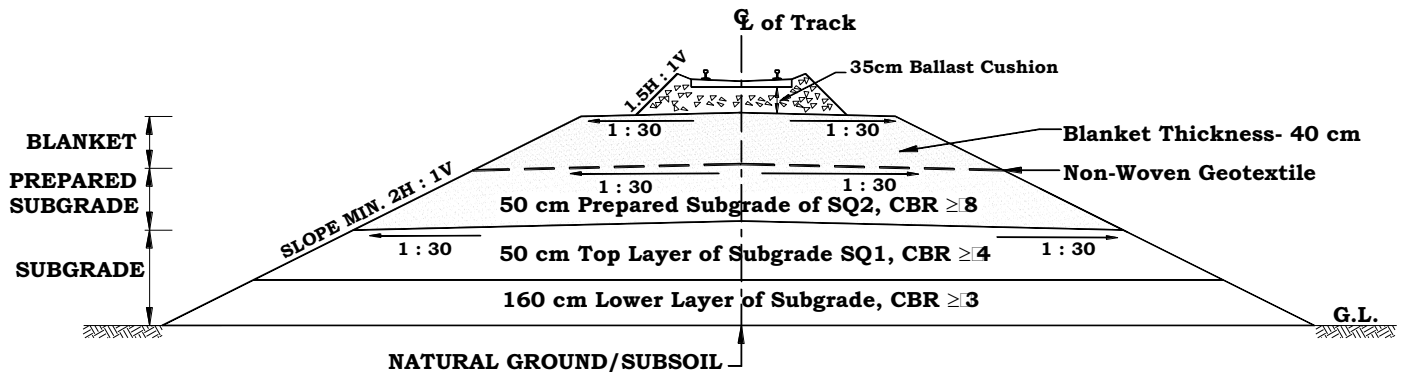 ℄ of Track
35cm Ballast Cushion
1.5H : 1V
1 : 30
1 : 30
BLANKET
Blanket Thickness- 40 cm
Non-Woven Geotextile
PREPARED
SUBGRADE
1 : 30
1 : 30
SLOPE MIN. 2H : 1V
50 cm Prepared Subgrade of SQ2, CBR ≥ 8
1 : 30
1 : 30
50 cm Top Layer of Subgrade SQ1, CBR ≥ 4
SUBGRADE
160 cm Lower Layer of Subgrade, CBR ≥ 3
G.L.
NATURAL GROUND/SUBSOIL